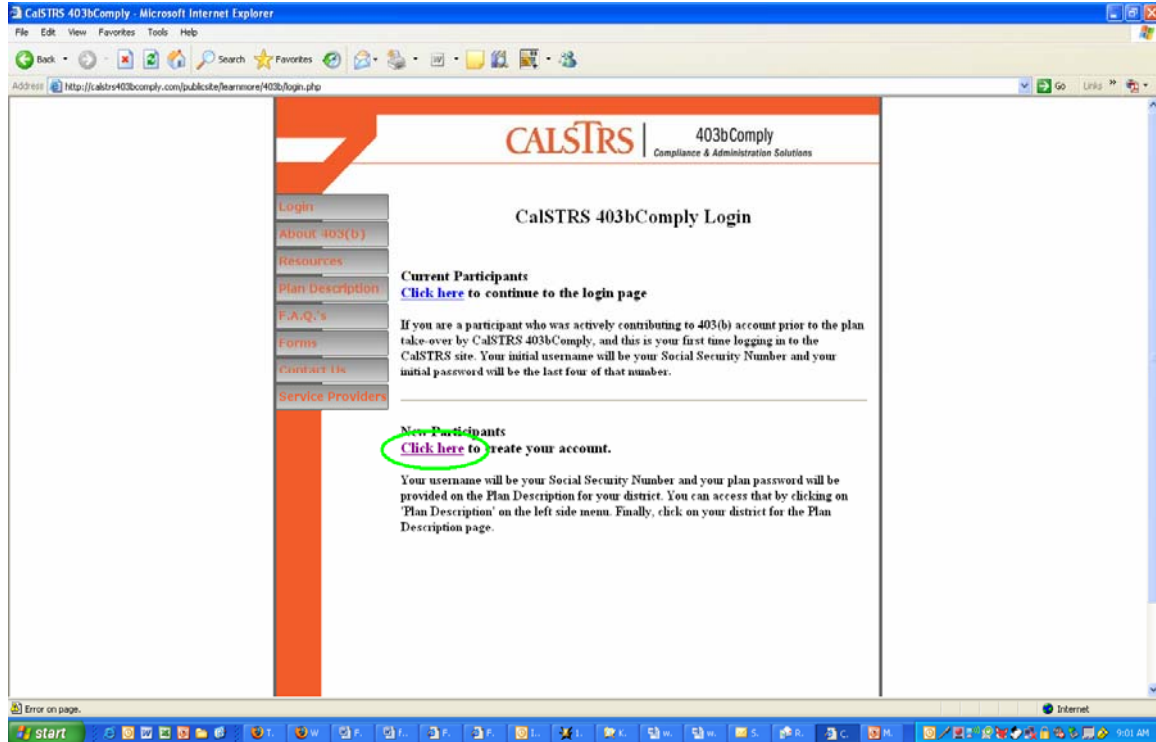 CalSTRS 403bComply - Microsoft Internet Explorer
File Edit View Favorites Tools Help
Back Search Favorites
Address http://calstrs403bcomply.com/publicsite/learnmore/403b/login.php Go Links »
CALSTRS 403bComply
Compliance & Administration Solutions
Login
About 403(b)
Resources
Plan Description
F.A.Q.'s
Forms
Contact Us
Service Providers
CalSTRS 403bComply Login
Current Participants
Click here to continue to the login page
If you are a participant who was actively contributing to 403(b) account prior to the plan
take-over by CalSTRS 403bComply, and this is your first time logging in to the
CalSTRS site. Your initial username will be your Social Security Number and your
initial password will be the last four of that number.
New Participants
Click here to create your account.
Your username will be your Social Security Number and your plan password will be
provided on the Plan Description for your district. You can access that by clicking on
'Plan Description' on the left side menu. Finally, click on your district for the Plan
Description page.
Error on page. Internet
start 9:01 AM